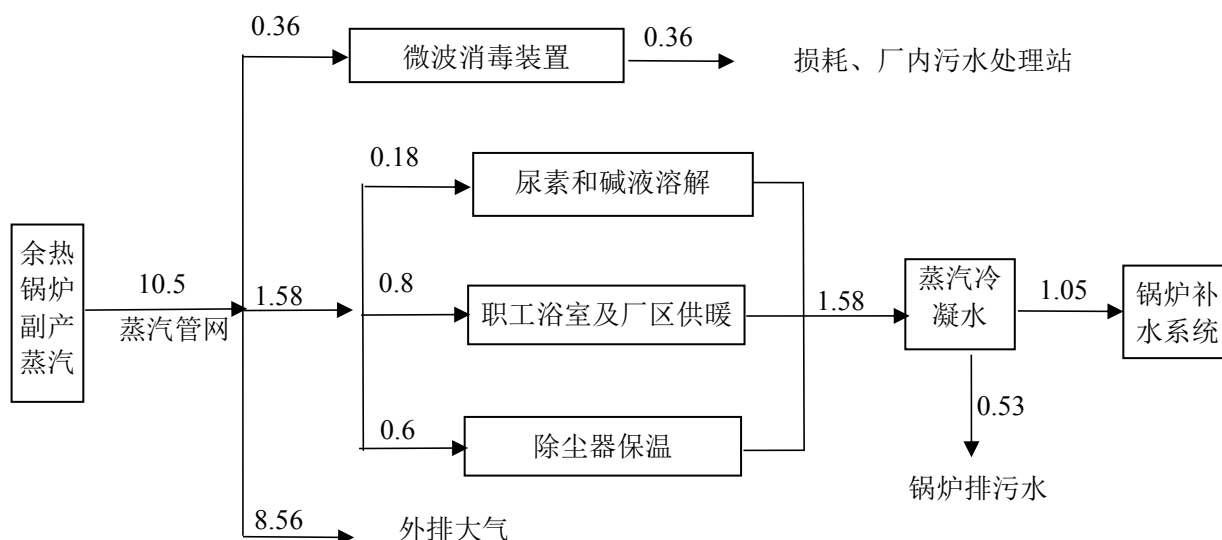 0.36
微波消毒装置
0.36
损耗、厂内污水处理站
0.18
尿素和碱液溶解
余热
锅炉
副产
蒸汽
10.5
蒸汽管网
1.58
0.8
职工浴室及厂区供暖
1.58
蒸汽冷
凝水
1.05
锅炉补
水系统
0.6
除尘器保温
0.53
锅炉排污水
8.56
外排大气